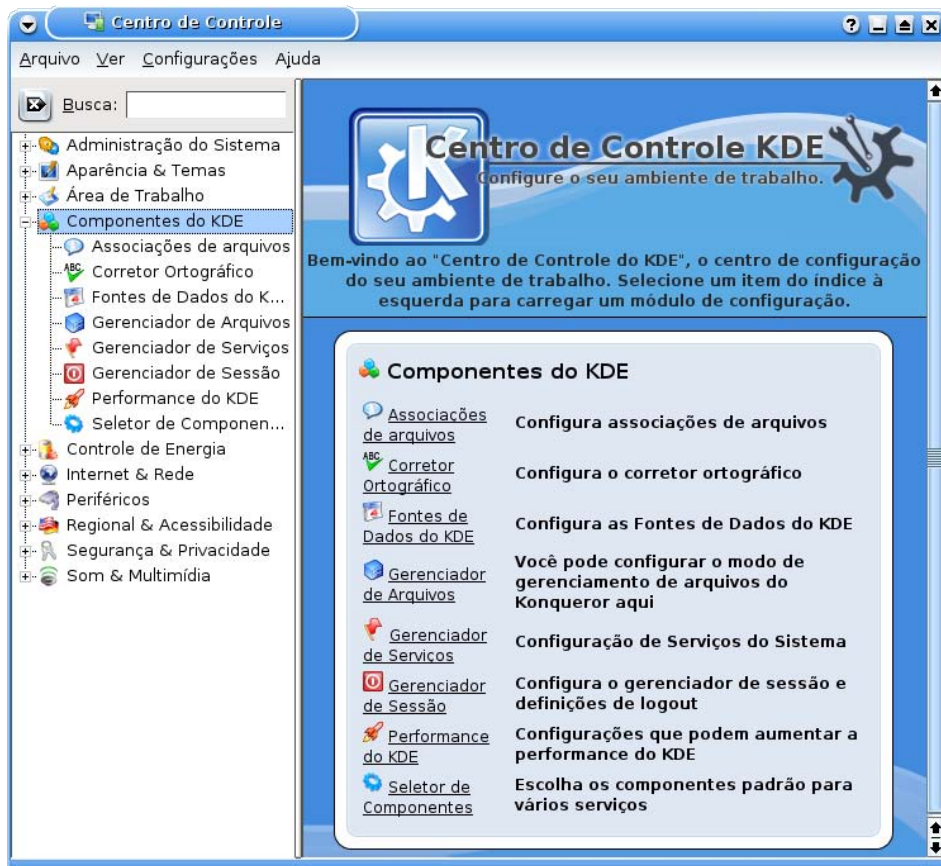 Centro de Controle
Arquivo Ver Configurações Ajuda
Busca:
Administração do Sistema
Aparência & Temas
Área de Trabalho
Componentes do KDE
Associações de arquivos
ABC
Corretor Ortográfico
Fontes de Dados do K...
Gerenciador de Arquivos
Gerenciador de Serviços
Gerenciador de Sessão
Performance do KDE
Seletor de Componen...
Controle de Energia
Internet & Rede
Periféricos
Regional & Acessibilidade
Segurança & Privacidade
Som & Multimídia
Centro de Controle KDE
Configure o seu ambiente de trabalho.
Bem-vindo ao "Centro de Controle do KDE", o centro de configuração
do seu ambiente de trabalho. Selecione um item do índice à
esquerda para carregar um módulo de configuração.
Componentes do KDE
Associações
de arquivos
Configura associações de arquivos
ABC
Corretor
Ortográfico
Configura o corretor ortográfico
Fontes de
Dados do KDE
Configura as Fontes de Dados do KDE
Gerenciador
de Arquivos
Você pode configurar o modo de
gerenciamento de arquivos do
Konqueror aqui
Gerenciador
de Serviços
Configuração de Serviços do Sistema
Gerenciador
de Sessão
Configura o gerenciador de sessão e
definições de logout
Performance
do KDE
Configurações que podem aumentar a
performance do KDE
Seletor de
Componentes
Escolha os componentes padrão para
vários serviços